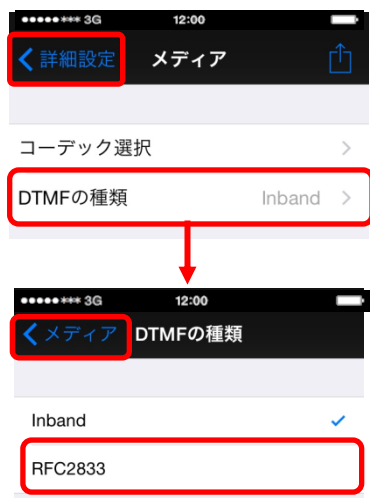 ●●●●●*** 3G 12:00
詳細設定 メディア
コーデック選択
DTMFの種類 Inband
●●●●●*** 3G 12:00
メディア DTMFの種類
Inband
RFC2833